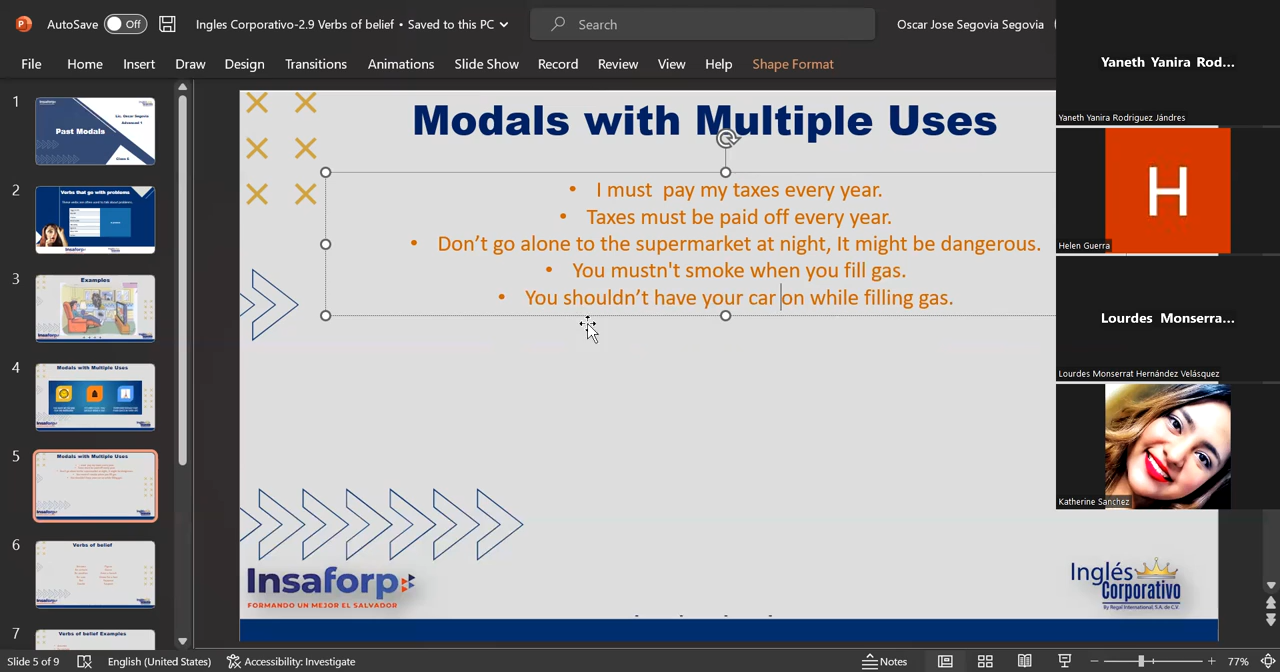 AutoSave Off Ingles Corporativo-2.9 Verbs of belief • Saved to this PC Search Oscar Jose Segovia Segovia
File Home Insert Draw Design Transitions Animations Slide Show Record Review View Help Shape Format
1
Past Modals
2
Verbs that go with problems
3
Examples
4
Modals with Multiple Uses
5
Modals with Multiple Uses
6
Verbs of belief
7
Verbs of belief Examples
Modals with Multiple Uses
• I must pay my taxes every year.
• Taxes must be paid off every year.
• Don't go alone to the supermarket at night, It might be dangerous.
• You mustn't smoke when you fill gas.
• You shouldn't have your car on while filling gas.
Insaforp
FORMANDO UN MEJOR EL SALVADOR
Inglés
Corporativo
By Regal International, S.A. de C.V.
Yaneth Yanira Rod...
Yaneth Yanira Rodriguez Jándres
H
Helen Guerra
Lourdes Monserra...
Lourdes Monserrat Hernández Velásquez
Katherine Sanchez
Slide 5 of 9 English (United States) Accessibility: Investigate Notes 77%